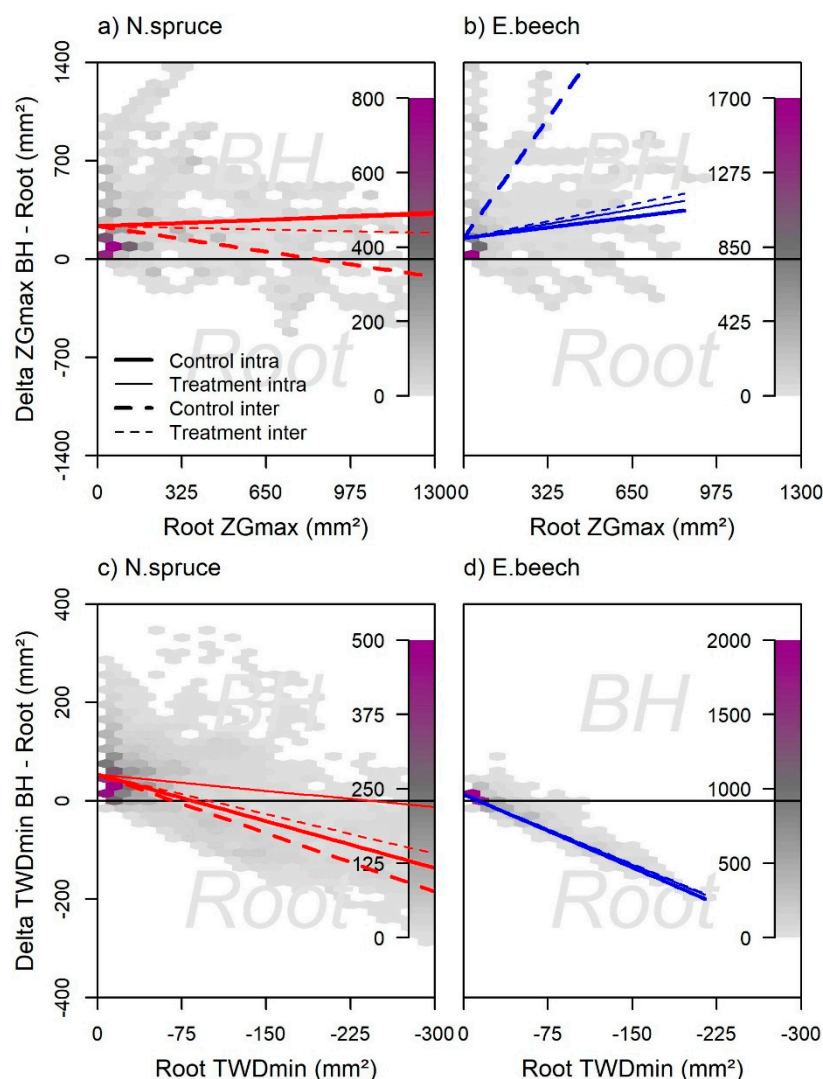 a) N.spruce
b) E.beech
Delta ZGmax BH - Root (mm²)
1400
700
0
-700
-1400
BH
Root
800
600
400
200
0
Control intra
Treatment intra
Control inter
Treatment inter
BH
Root
1700
1275
850
425
0
0 325 650 975 13000 325 650 975 1300
Root ZGmax (mm²)
Root ZGmax (mm²)
c) N.spruce
d) E.beech
Delta TWDmin BH - Root (mm²)
400
200
0
-200
-400
BH
Root
500
375
250
125
0
BH
Root
2000
1500
1000
500
0
0 -75 -150 -225 -300 0 -75 -150 -225 -300
Root TWDmin (mm²)
Root TWDmin (mm²)